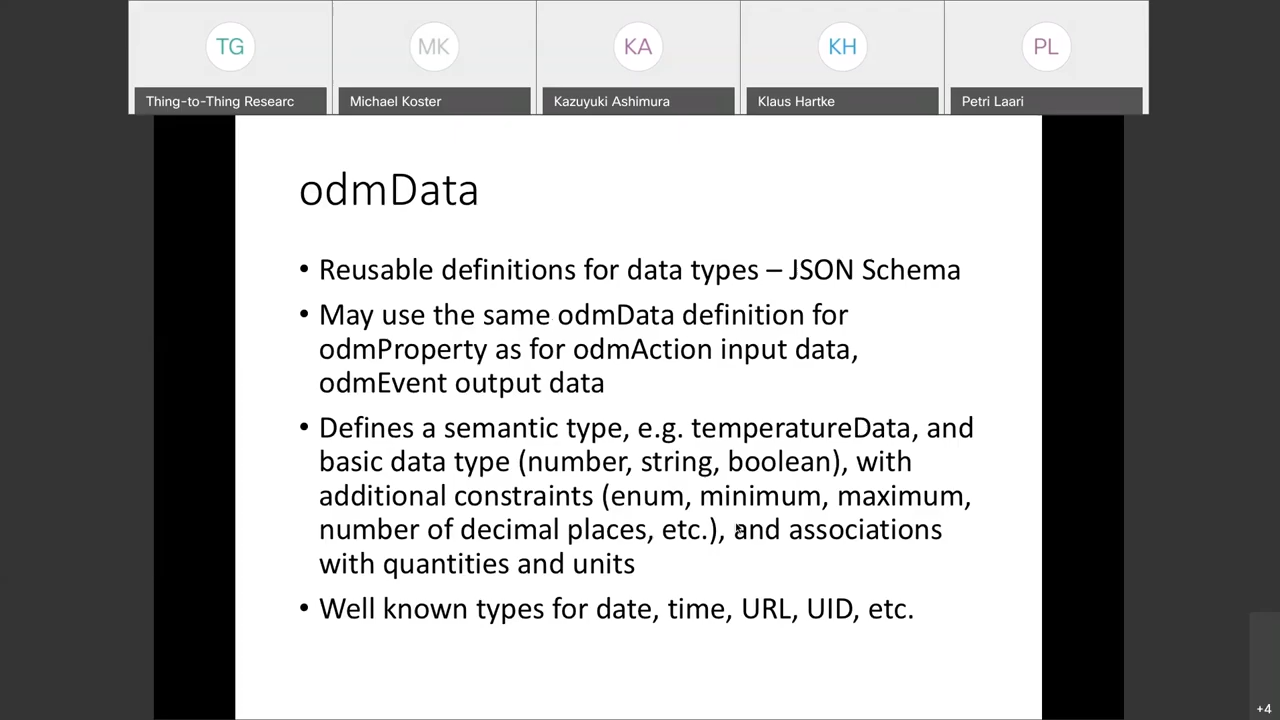 TG
MK
KA
KH
PL
Thing-to-Thing Researc
Michael Koster
Kazuyuki Ashimura
Klaus Hartke
Petri Laari
odmData
• Reusable definitions for data types – JSON Schema
• May use the same odmData definition for
odmProperty as for odmAction input data,
odmEvent output data
• Defines a semantic type, e.g. temperatureData, and
basic data type (number, string, boolean), with
additional constraints (enum, minimum, maximum,
number of decimal places, etc.), and associations
with quantities and units
• Well known types for date, time, URL, UID, etc.
+4